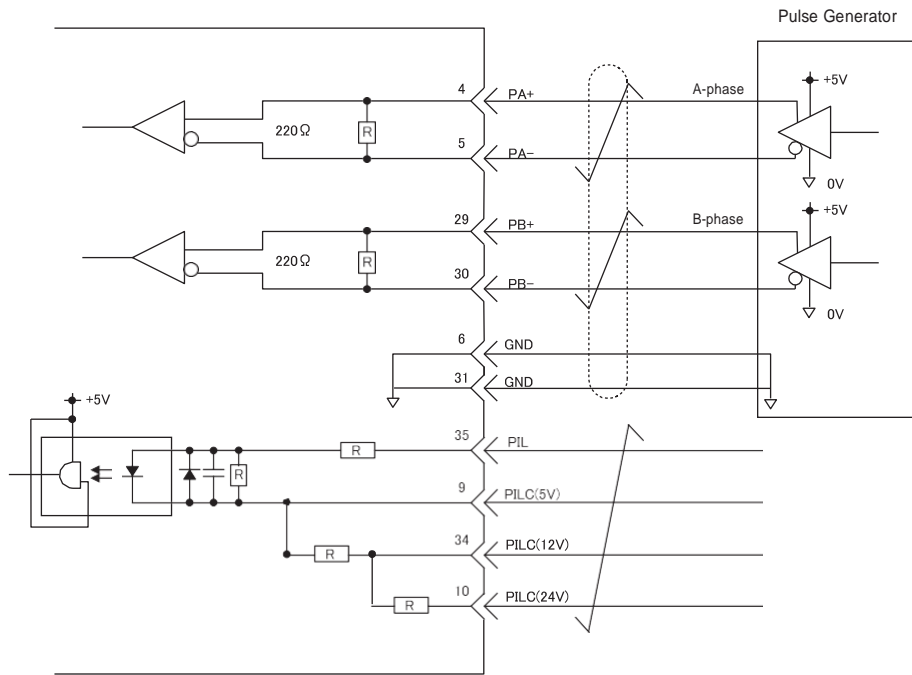 Pulse Generator
+5V
4
PA+
A-phase
220Ω
R
5
PA-
0V
+5V
29
PB+
B-phase
220Ω
R
30
PB-
0V
6
GND
31
GND
+5V
35
PIL
R
R
9
PILC(5V)
34
PILC(12V)
R
10
PILC(24V)
R